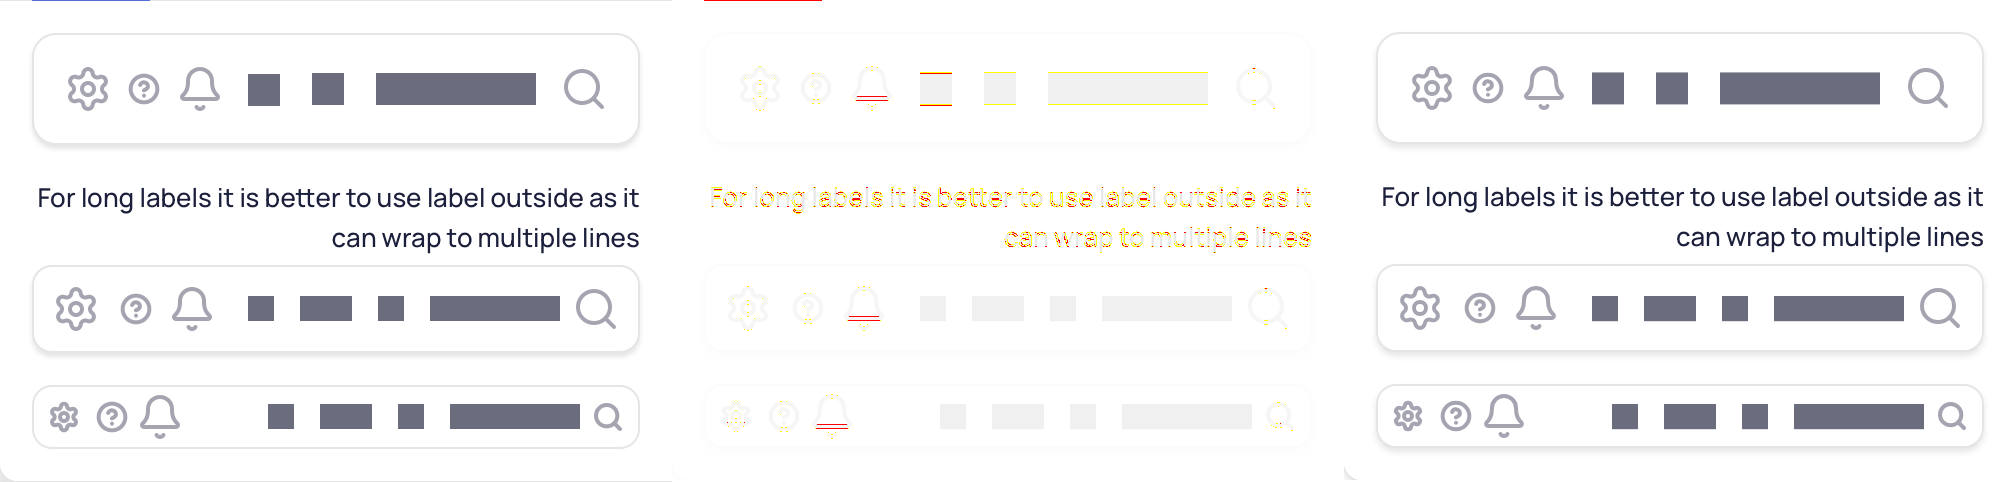 For long labels it is better to use label outside as it
can wrap to multiple lines
For long labels it is better to use label outside as it
can wrap to multiple lines
For long labels it is better to use label outside as it
can wrap to multiple lines